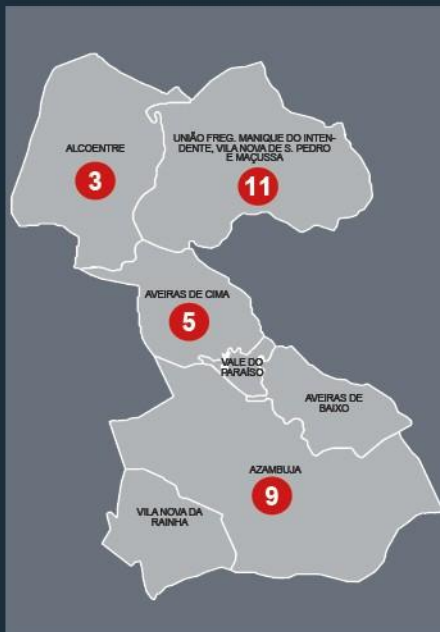 ALCOENTRE
3
UNIÃO FREG. MANIQUE DO INTEN-
DENTE, VILA NOVA DE S. PEDRO
E MAÇUSSA
11
AVEIRAS DE CIMA
5
VALE DO
PARAÍSO
AVEIRAS DE
BAIXO
AZAMBUJA
9
VILA NOVA DA
RAINHA